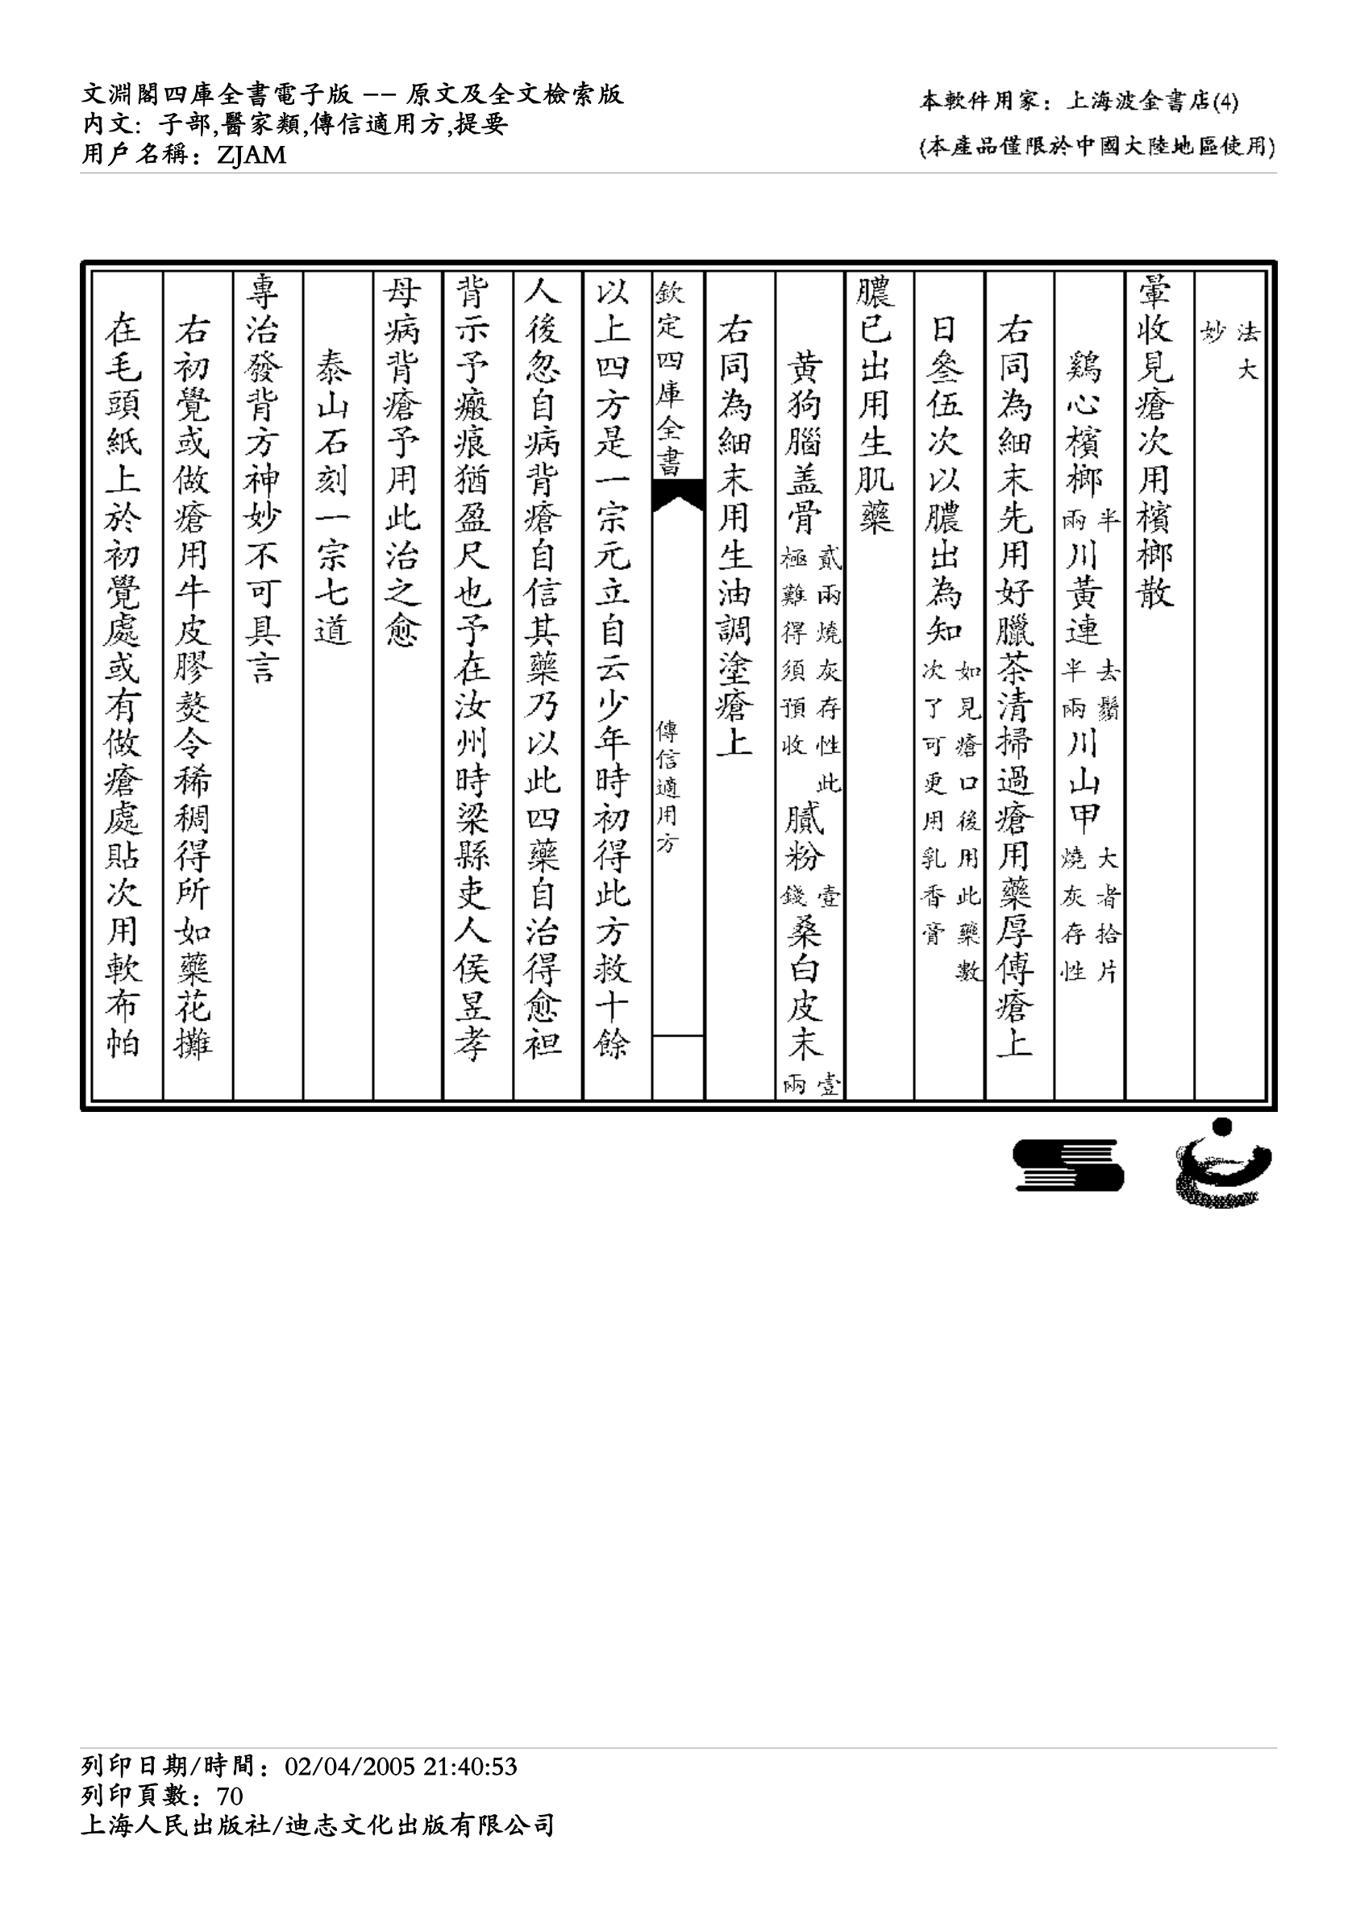 文淵閣四庫全書電子版 -- 原文及全文檢索版
内文: 子部,醫家類,傳信適用方,提要
用戶名稱: ZJAM
本軟件用家: 上海波金書店(4)
(本產品僅限於中國大陸地區使用)
法大
妙
暈收見瘡次用檳榔散
鷄心檳榔半兩川黃連去鬚半兩川山甲大者拾片燒灰存性
右同為細末先用好臘茶清掃過瘡用藥厚傅瘡上
日叄伍次以膿出為知如見瘡口後用此藥數次了可更用乳香膏
膿已出用生肌藥
黃狗腦盖骨貳兩燒灰存性此極難得須預收膩粉壹錢桑白皮末壹兩
右同為細末用生油調塗瘡上
欽定四庫全書
傳信適用方
以上四方是一宗元立自云少年時初得此方救十餘
人後忽自病背瘡自信其藥乃以此四藥自治得愈袒
背示予瘢痕猶盈尺也予在汝州時梁縣吏人侯昱孝
母病背瘡予用此治之愈
泰山石刻一宗七道
專治發背方神妙不可具言
右初覺或做瘡用牛皮膠熬令稀稠得所如藥花攤
在毛頭紙上於初覺處或有做瘡處貼次用軟布帕
列印日期/時間: 02/04/2005 21:40:53
列印頁數: 70
上海人民出版社/迪志文化出版有限公司